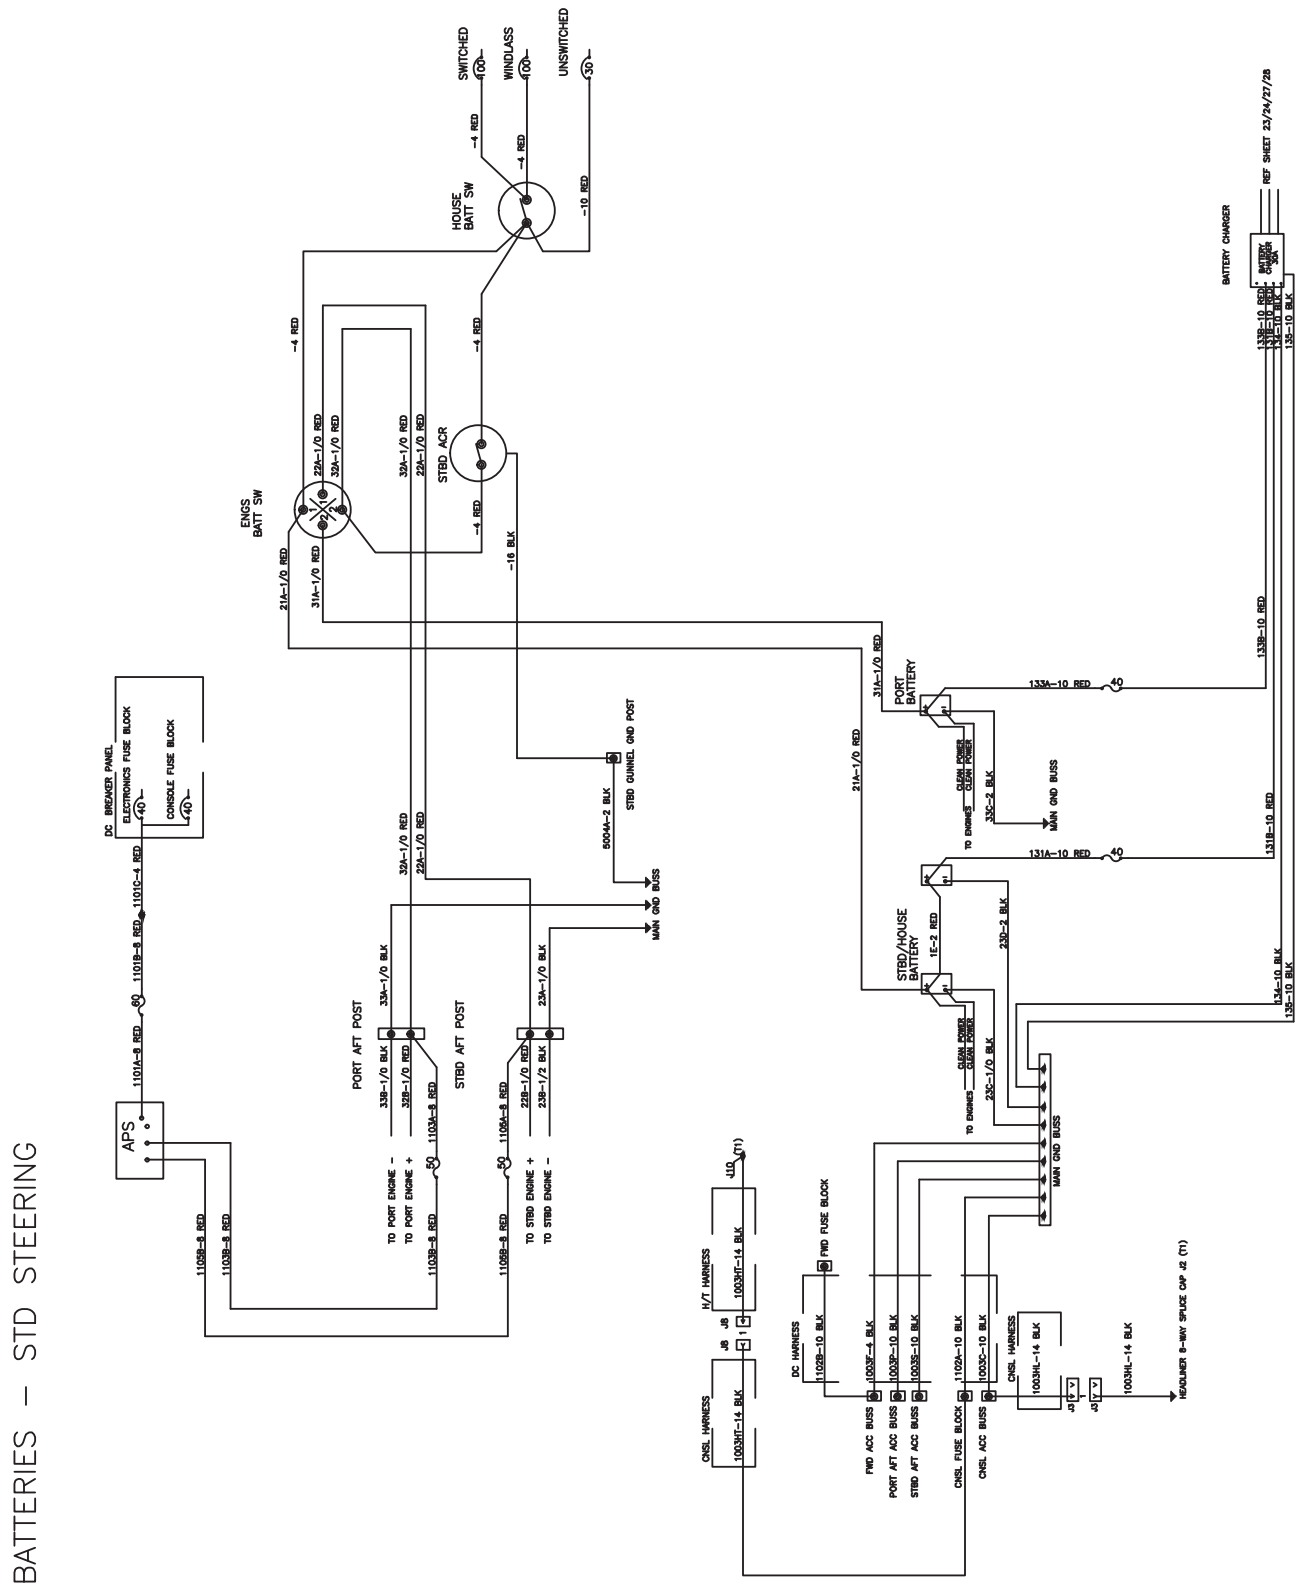 BATTERIES – STD STEERING
SWITCHED
100
WINDLASS
100
UNSWITCHED
30
-4 RED
-4 RED
-10 RED
HOUSE
BATT SW
-4 RED
-4 RED
22A-1/0 RED
32A-1/0 RED
32A-1/0 RED
22A-1/0 RED
STBD ACR
ENGS
BATT SW
1
1
2
2
21A-1/0 RED
31A-1/0 RED
-4 RED
-16 BLK
BATTERY CHARGER
BATTERY
CHARGER
30A
REF SHEET 23/24/27/28
133B-10 RED
131B-10 RED
134-10 BLK
135-10 BLK
DC BREAKER PANEL
ELECTRONICS FUSE BLOCK
40
CONSOLE FUSE BLOCK
40
1101C-4 RED
1101B-8 RED
60
1101A-8 RED
APS
1105B-8 RED
1103B-8 RED
32A-1/0 RED
22A-1/0 RED
5004A-2 BLK
STBD GUNNEL GND POST
MAIN GND BUSS
33A-1/0 BLK
23A-1/0 BLK
PORT AFT POST
STBD AFT POST
33B-1/0 BLK
32B-1/0 RED
1103A-8 RED
50
1105A-8 RED
50
22B-1/0 RED
23B-1/2 BLK
TO PORT ENGINE -
TO PORT ENGINE +
1103B-8 RED
1105B-8 RED
TO STBD ENGINE +
TO STBD ENGINE -
31A-1/0 RED
21A-1/0 RED
PORT
BATTERY
+
-
133A-10 RED
40
133B-10 RED
CLEAN POWER
CLEAN POWER
TO ENGINES
33C-2 BLK
MAIN GND BUSS
131A-10 RED
40
131B-10 RED
+
-
STBD/HOUSE
BATTERY
1E-2 RED
23D-2 BLK
+
-
CLEAN POWER
CLEAN POWER
TO ENGINES
23C-1/0 BLK
134-10 BLK
135-10 BLK
MAIN GND BUSS
J10 (T1)
H/T HARNESS
1003HT-14 BLK
J8
J8
1
CNSL HARNESS
1003HT-14 BLK
FWD FUSE BLOCK
DC HARNESS
1102B-10 BLK
1003F-4 BLK
1003P-10 BLK
1003S-10 BLK
1102A-10 BLK
1003C-10 BLK
FWD ACC BUSS
PORT AFT ACC BUSS
STBD AFT ACC BUSS
CNSL FUSE BLOCK
CNSL ACC BUSS
CNSL HARNESS
1003HL-14 BLK
J3
1
J3
1003HL-14 BLK
HEADLINER 8-WAY SPLICE CAP J2 (T1)